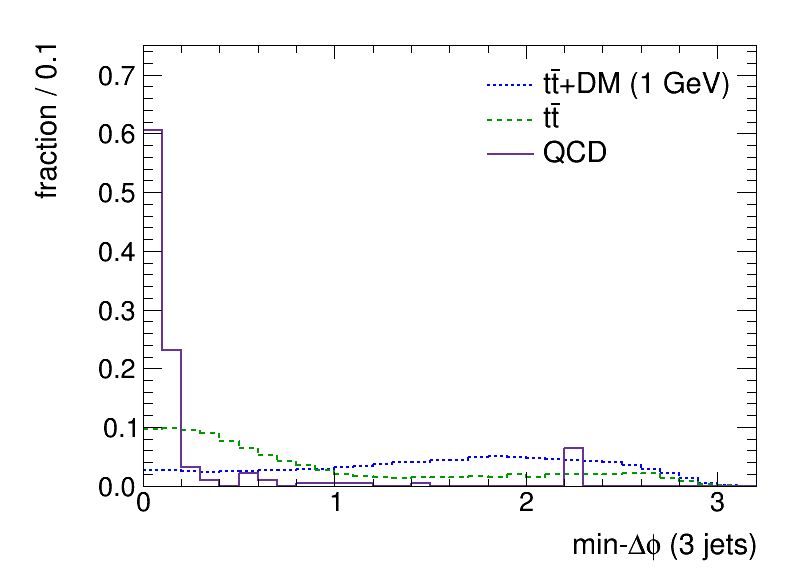 fraction / 0.1
0.7
0.6
0.5
0.4
0.3
0.2
0.1
0.0
tt̄+DM (1 GeV)
tt̄
QCD
0 1 2 3
min-Δϕ (3 jets)